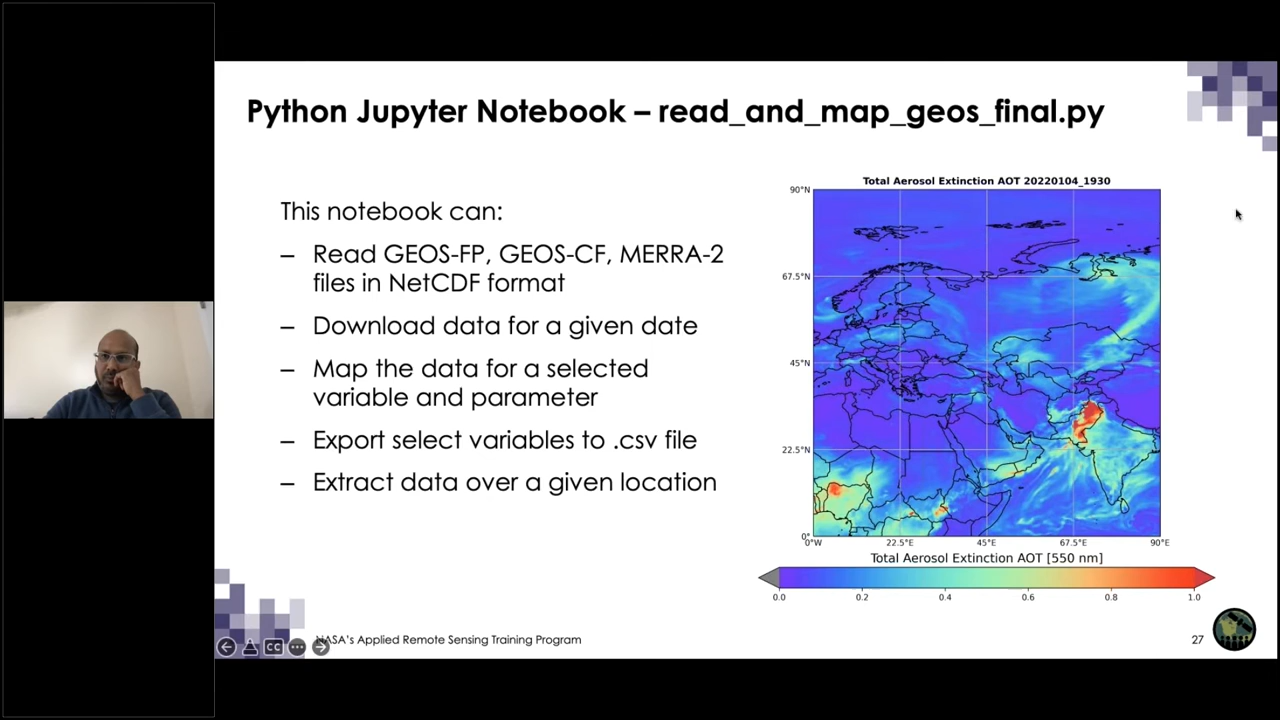 Python Jupyter Notebook – read_and_map_geos_final.py
This notebook can:
– Read GEOS-FP, GEOS-CF, MERRA-2
files in NetCDF format
– Download data for a given date
– Map the data for a selected
variable and parameter
– Export select variables to .csv file
– Extract data over a given location
Total Aerosol Extinction AOT 20220104_1930
90°N
67.5°N
45°N
22.5°N
0°
0°W 22.5°E 45°E 67.5°E 90°E
Total Aerosol Extinction AOT [550 nm]
0.0 0.2 0.4 0.6 0.8 1.0
CC
NASA's Applied Remote Sensing Training Program
27